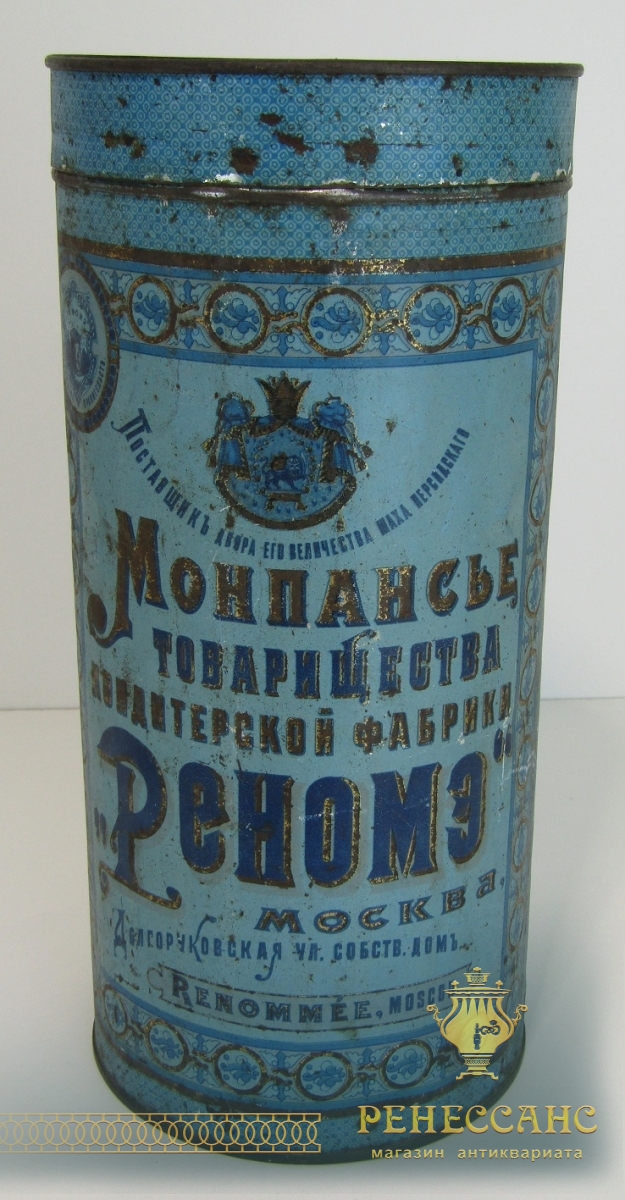 Поставщикъ двора его величества шаха персидскаго
Монпансье
товарищества
кондитерской фабрики
„Реномэ“
Москва,
Долгоруковская ул. собств. домъ.
Renommée, Mosco
РЕНЕССАНС
магазин антиквариата